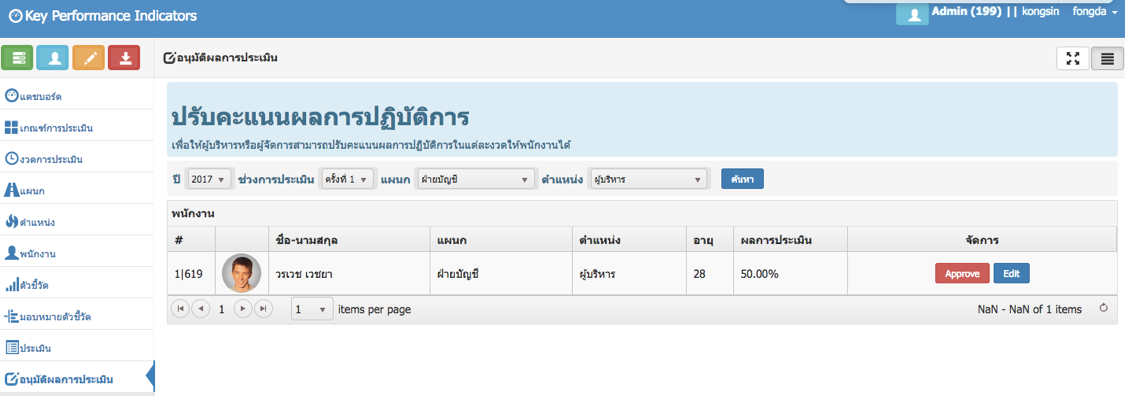 Key Performance Indicators
Admin (199) || kongsin fongda
อนุมัติผลการประเมิน
แดชบอร์ด
เกณฑ์การประเมิน
งวดการประเมิน
แผนก
ตำแหน่ง
พนักงาน
ตัวชี้วัด
มอบหมายตัวชี้วัด
ประเมิน
อนุมัติผลการประเมิน
ปรับคะแนนผลการปฏิบัติการ
เพื่อให้ผู้บริหารหรือผู้จัดการสามารถปรับคะแนนผลการปฏิบัติการในแต่ละงวดให้พนักงานได้
ปี 2017 ช่วงการประเมิน ครั้งที่ 1 แผนก ฝ่ายบัญชี ตำแหน่ง ผู้บริหาร ค้นหา
พนักงาน
# ชื่อ-นามสกุล แผนก ตำแหน่ง อายุ ผลการประเมิน จัดการ
1|619 วรเวช เวชยา ฝ่ายบัญชี ผู้บริหาร 28 50.00% Approve Edit
1 1 items per page NaN - NaN of 1 items